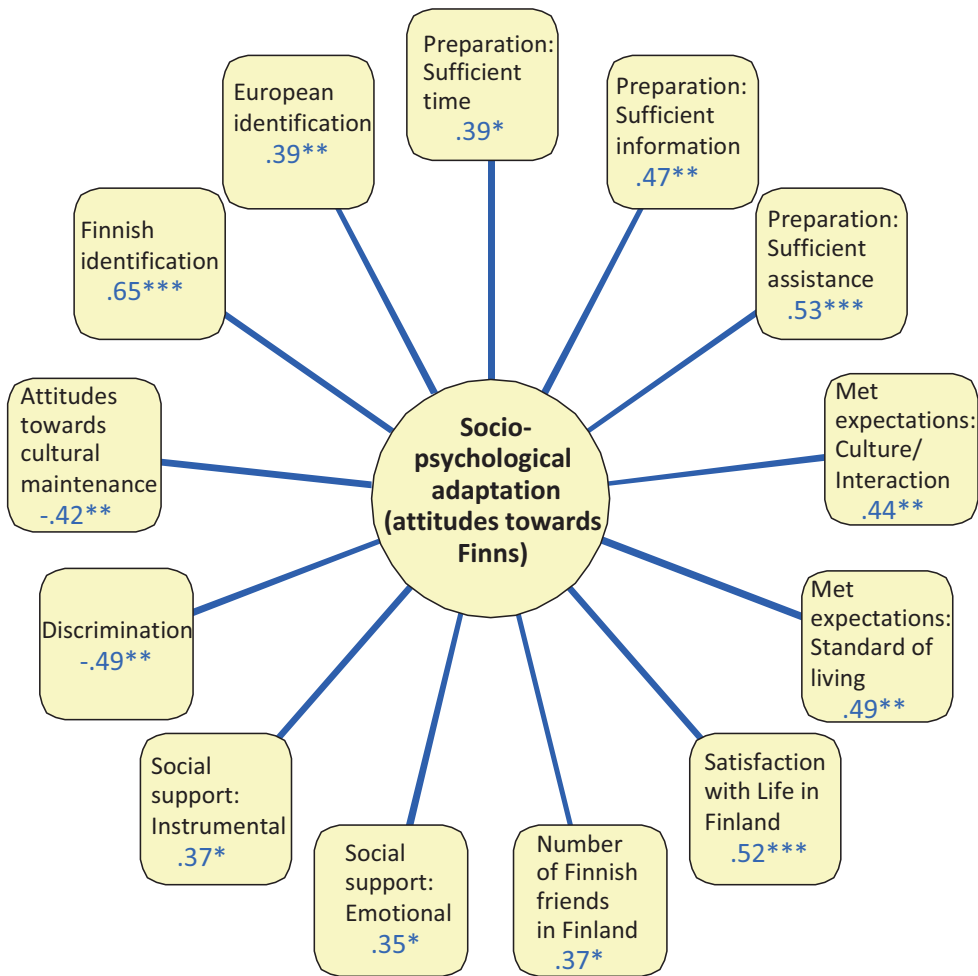 Preparation:
Sufficient
time
.39*
Preparation:
Sufficient
information
.47**
Preparation:
Sufficient
assistance
.53***
Met
expectations:
Culture/
Interaction
.44**
Met
expectations:
Standard of
living
.49**
Satisfaction
with Life in
Finland
.52***
Number
of Finnish
friends
in Finland
.37*
Social
support:
Emotional
.35*
Social
support:
Instrumental
.37*
Discrimination
-.49**
Attitudes
towards
cultural
maintenance
-.42**
Finnish
identification
.65***
European
identification
.39**
Socio-
psychological
adaptation
(attitudes towards
Finns)